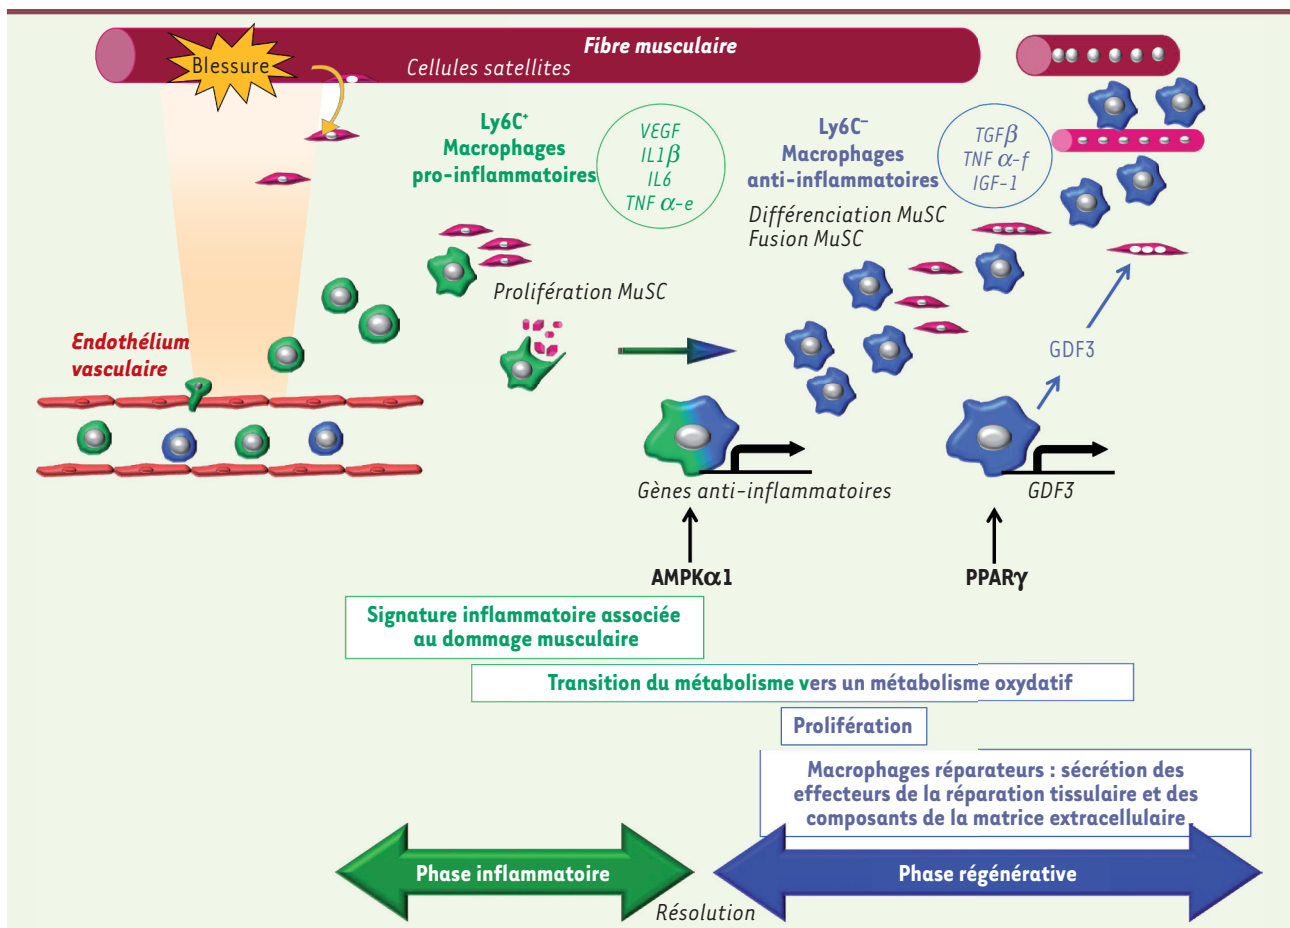 Fibre musculaire
Blessure
Cellules satellites
Ly6C⁺
Macrophages
pro-inflammatoires
VEGF
IL1β
IL6
TNF α-e
Ly6C⁻
Macrophages
anti-inflammatoires
TGFβ
TNF α-f
IGF-1
Différenciation MuSC
Fusion MuSC
Prolifération MuSC
Endothélium
vasculaire
GDF3
Gènes anti-inflammatoires
GDF3
AMPKα1
PPARγ
Signature inflammatoire associée
au dommage musculaire
Transition du métabolisme vers un métabolisme oxydatif
Prolifération
Macrophages réparateurs : sécrétion des
effecteurs de la réparation tissulaire et des
composants de la matrice extracellulaire
Phase inflammatoire
Phase régénérative
Résolution